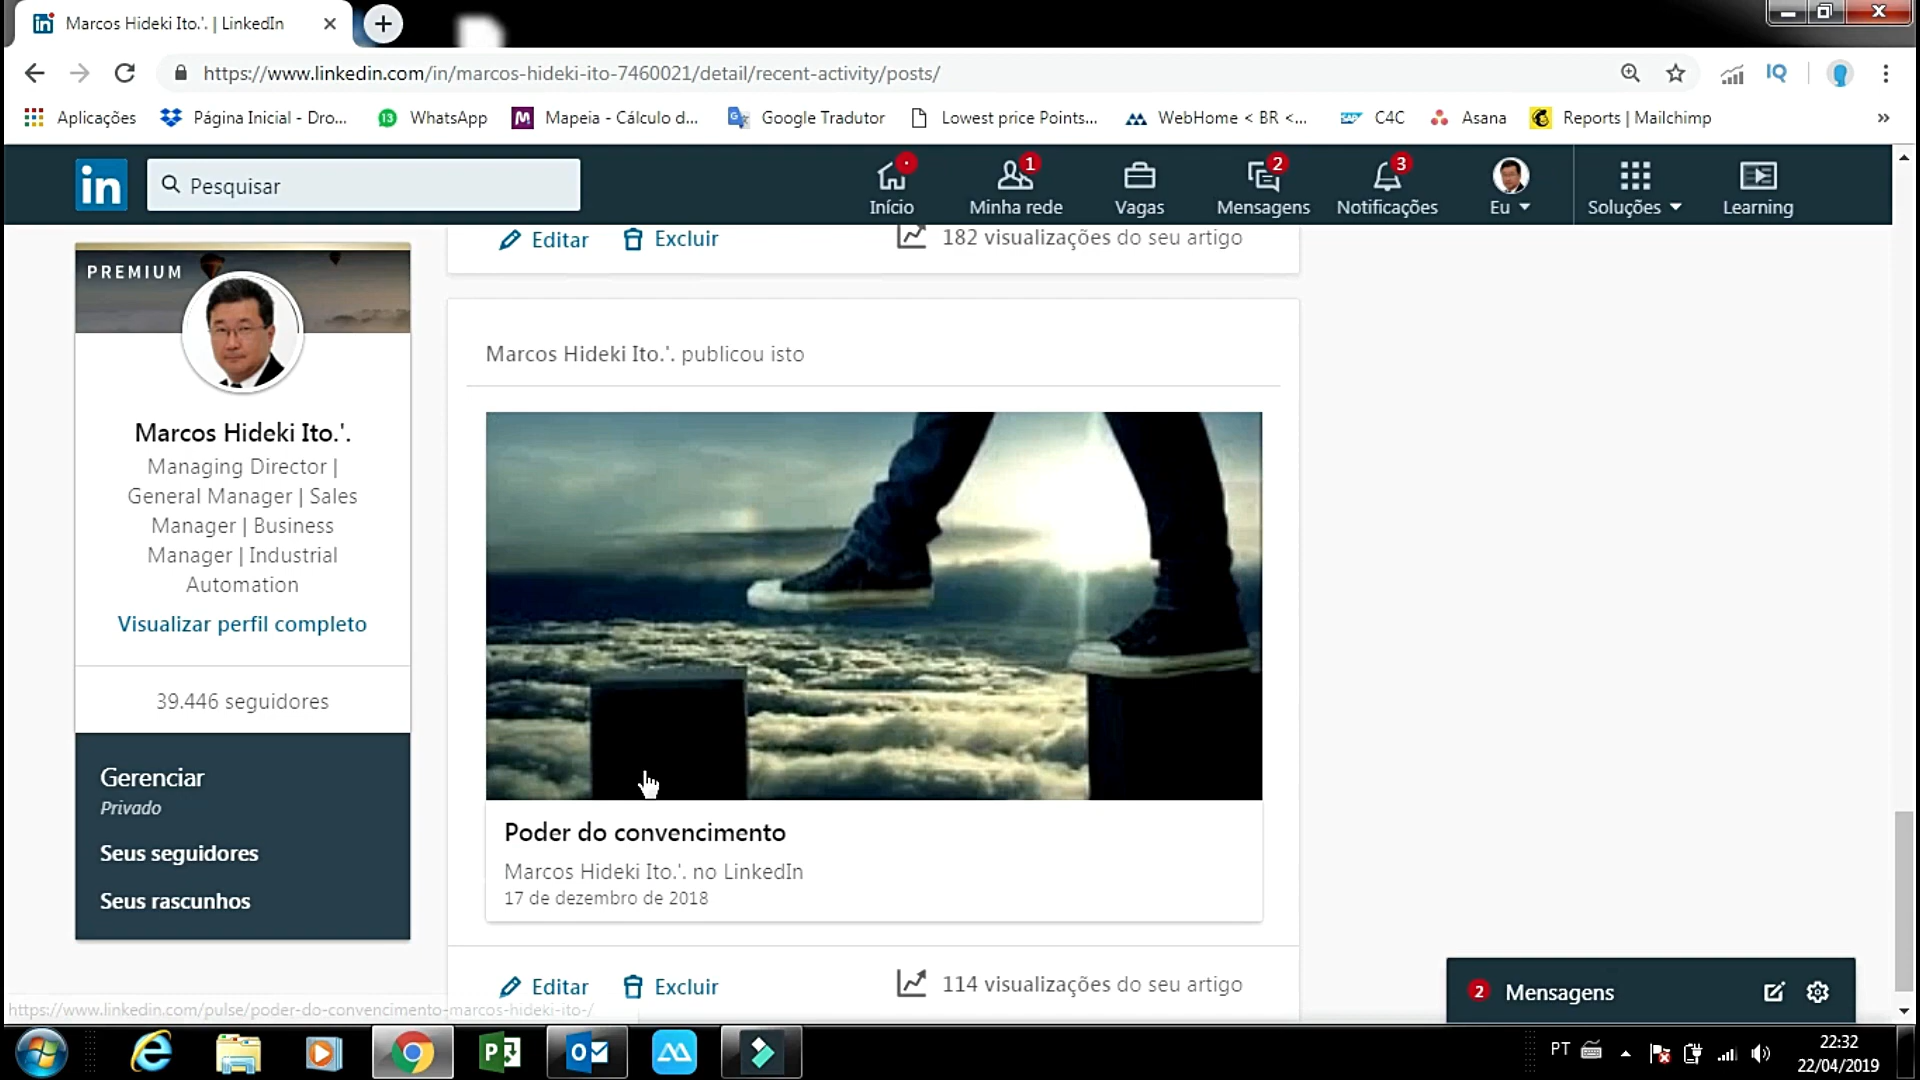 Marcos Hideki Ito.'. | LinkedIn
https://www.linkedin.com/in/marcos-hideki-ito-7460021/detail/recent-activity/posts/
IQ
Aplicações
Página Inicial - Dro...
13
WhatsApp
M
Mapeia - Cálculo d...
Google Tradutor
Lowest price Points...
WebHome < BR <...
SAP
C4C
Asana
Reports | Mailchimp
»
in
Pesquisar
Início
1
Minha rede
Vagas
2
Mensagens
3
Notificações
Eu
Soluções
Learning
PREMIUM
Marcos Hideki Ito.'.
Managing Director |
General Manager | Sales
Manager | Business
Manager | Industrial
Automation
Visualizar perfil completo
39.446 seguidores
Gerenciar
Privado
Seus seguidores
Seus rascunhos
Editar
Excluir
182 visualizações do seu artigo
Marcos Hideki Ito.'. publicou isto
Poder do convencimento
Marcos Hideki Ito.'. no LinkedIn
17 de dezembro de 2018
Editar
Excluir
114 visualizações do seu artigo
2
Mensagens
https://www.linkedin.com/pulse/poder-do-convencimento-marcos-hideki-ito-/
PT
22:32
22/04/2019